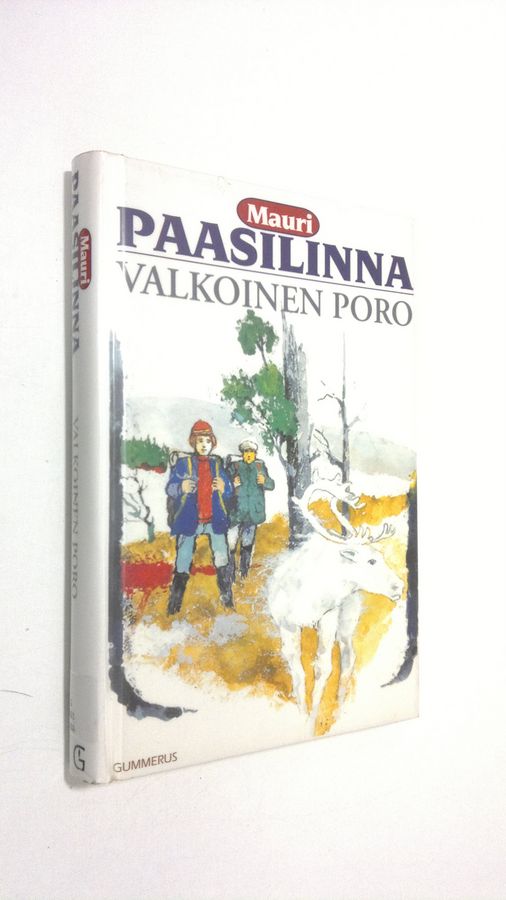 Mauri
PAASILINNA
VALKOINEN PORO
GUMMERUS
PAASILINNA
Mauri
VALKOINEN PORO
G